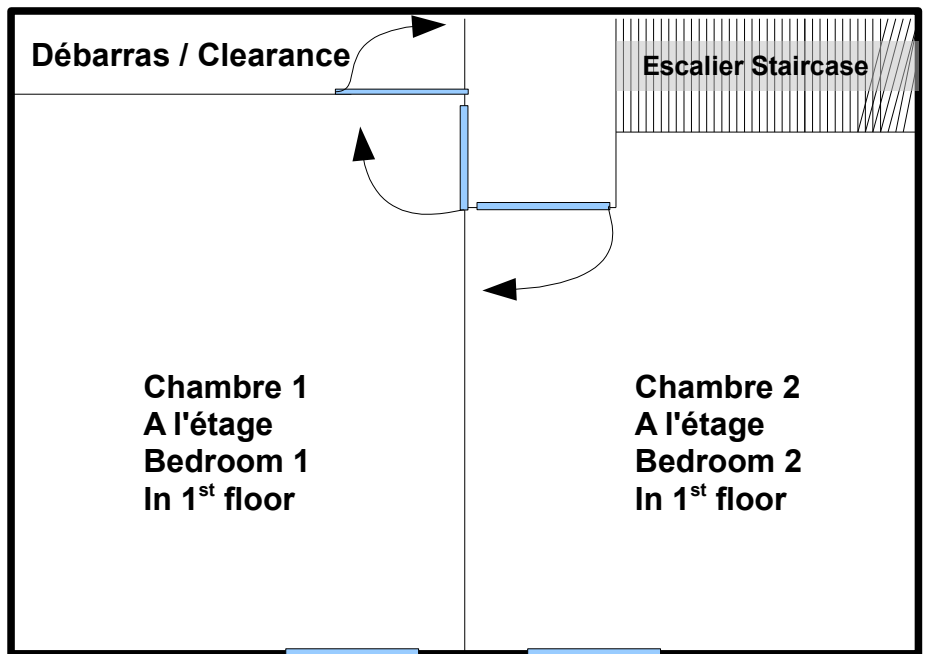 Débarras / Clearance
Escalier Staircase
Chambre 1
A l'étage
Bedroom 1
In 1st floor
Chambre 2
A l'étage
Bedroom 2
In 1st floor